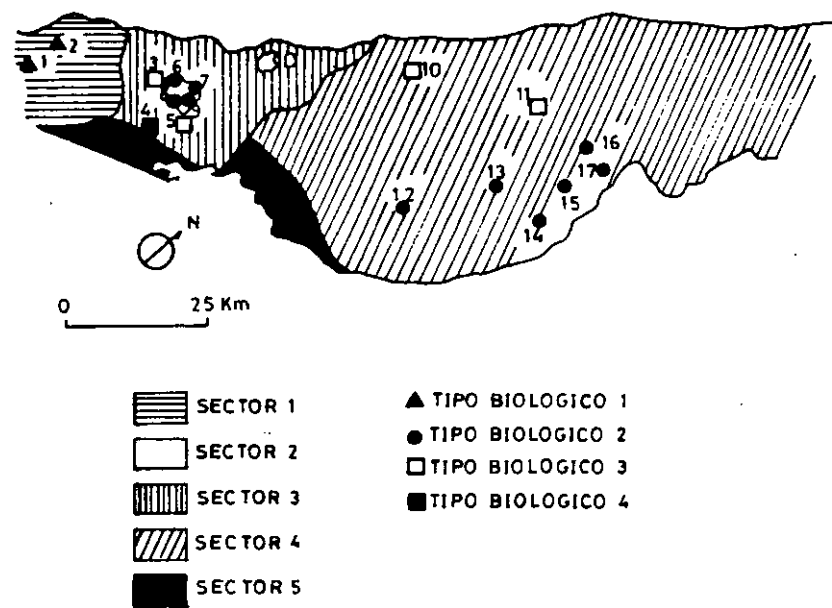 1
2
3
6
7
4
5
10
11
12
13
16
17
15
14
N
0 25 Km
SECTOR 1
SECTOR 2
SECTOR 3
SECTOR 4
SECTOR 5
TIPO BIOLOGICO 1
TIPO BIOLOGICO 2
TIPO BIOLOGICO 3
TIPO BIOLOGICO 4